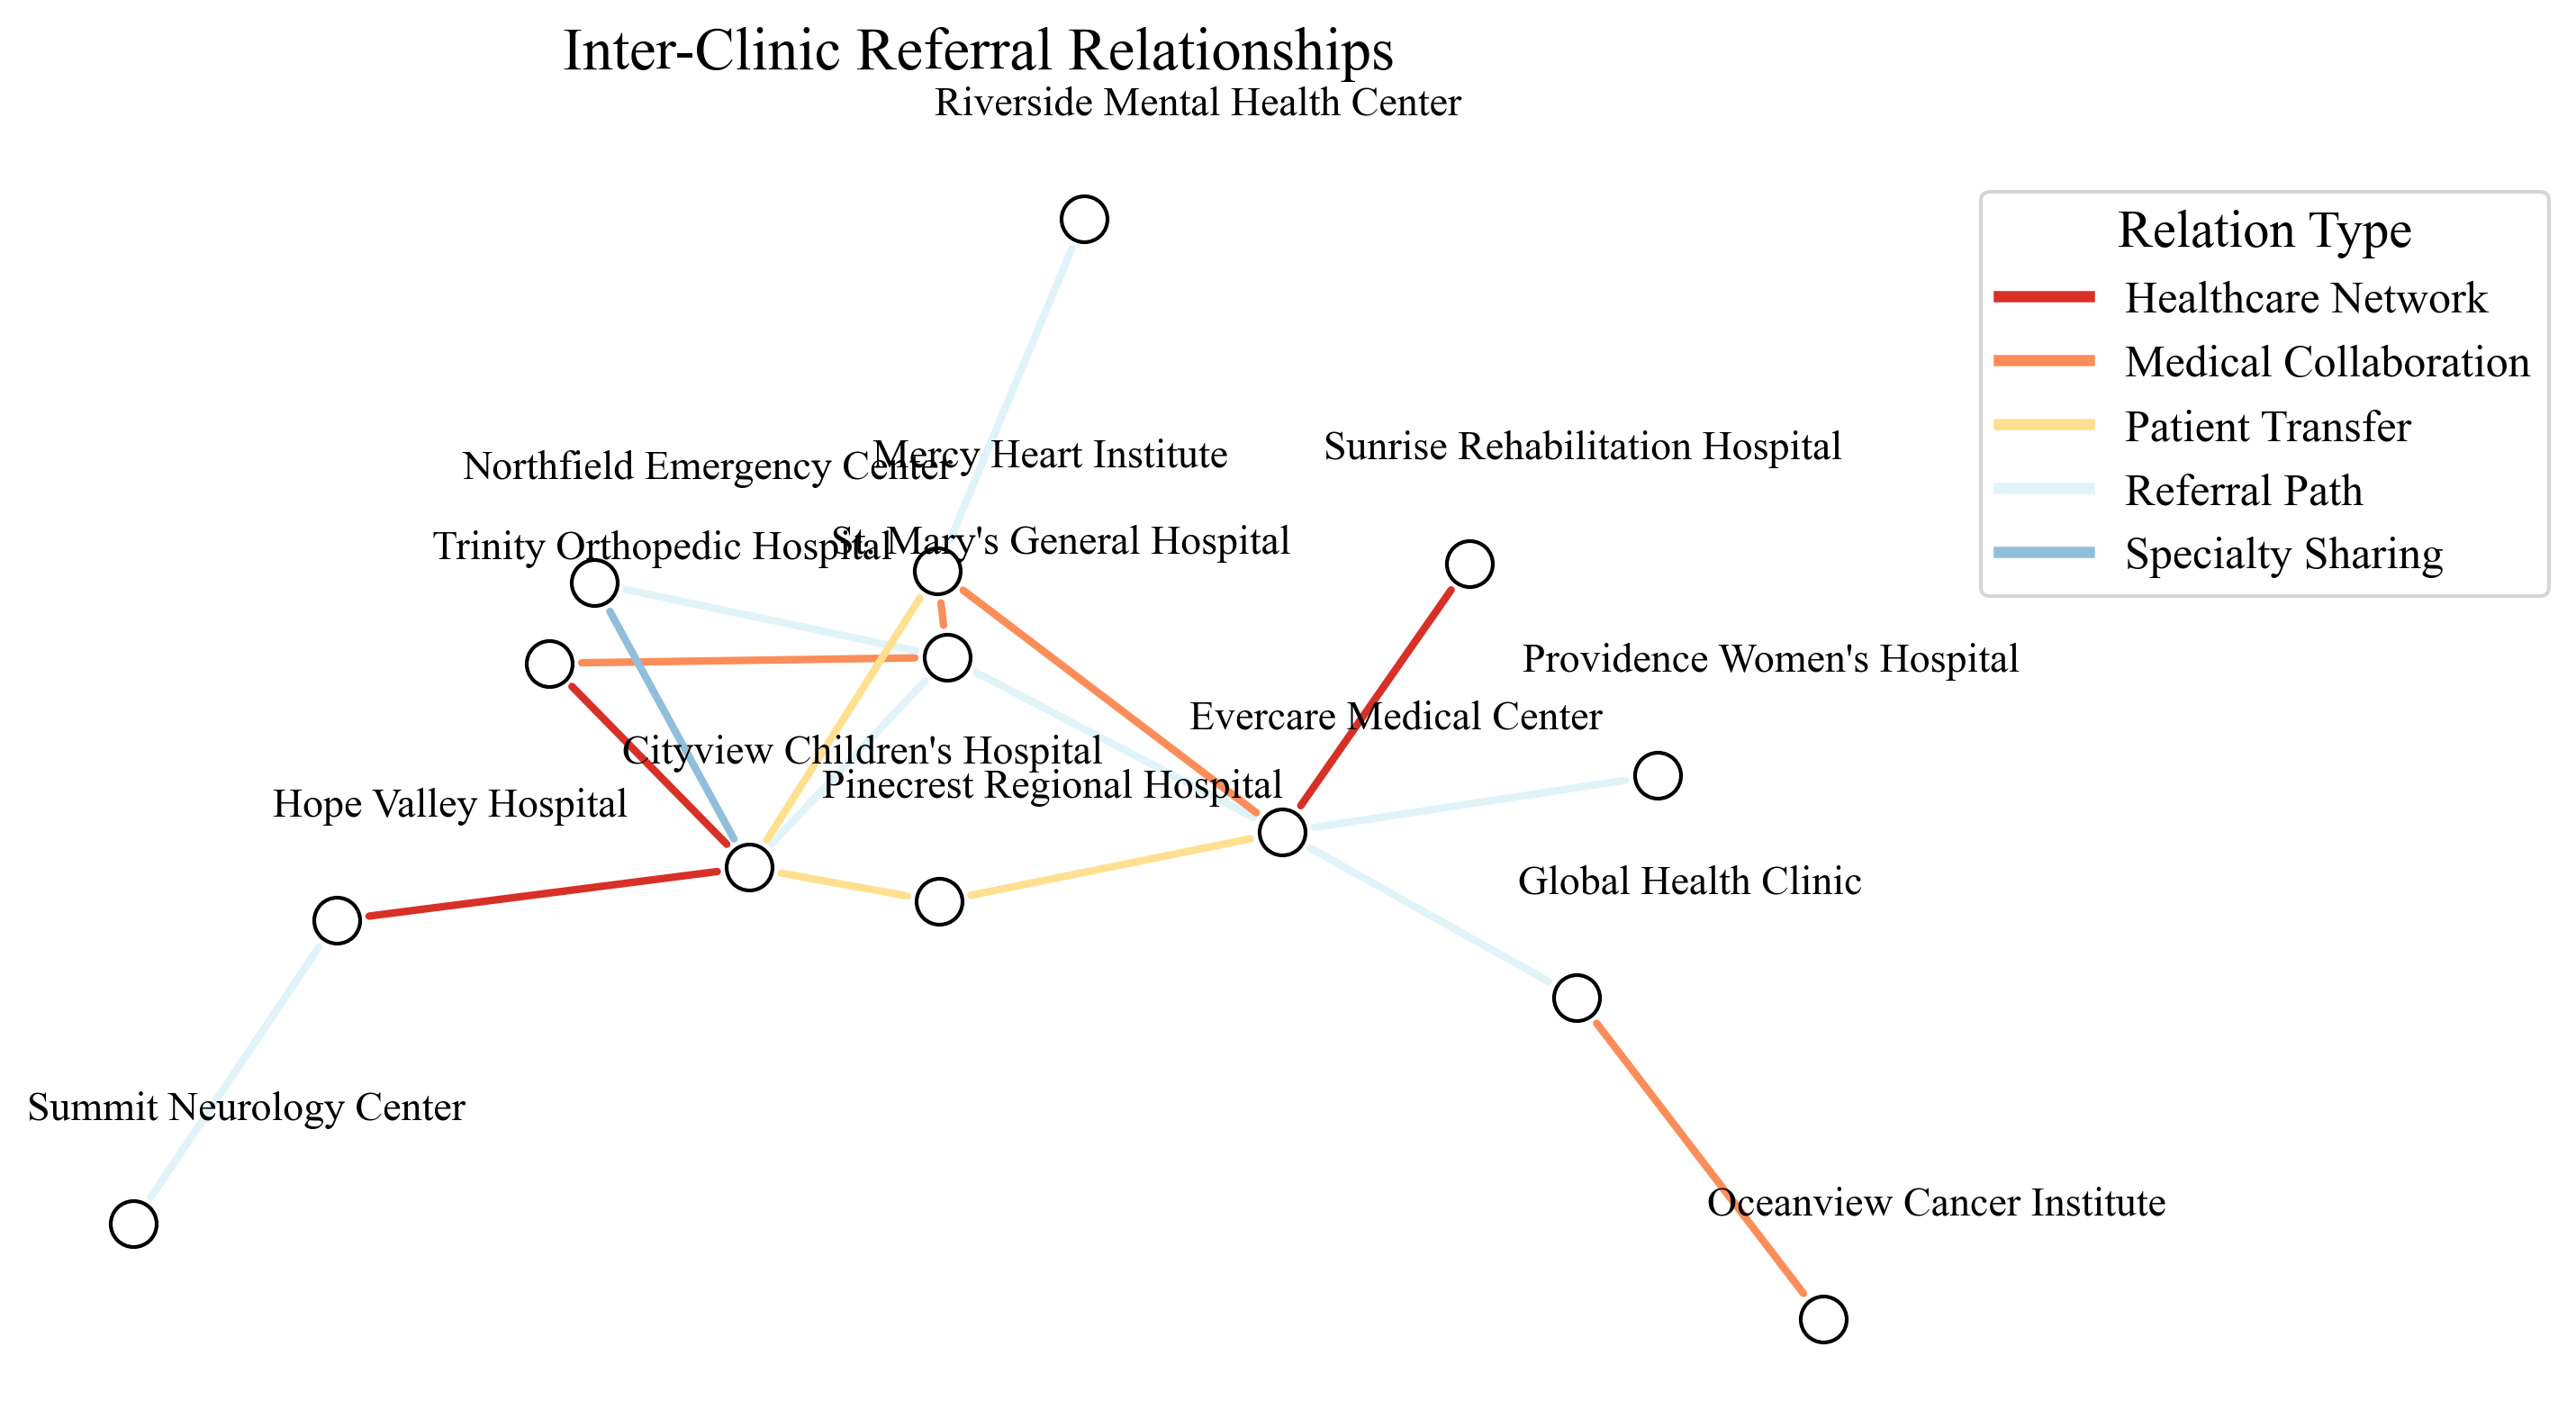 Inter-Clinic Referral Relationships
Riverside Mental Health Center
Relation Type
Healthcare Network
Medical Collaboration
Patient Transfer
Referral Path
Specialty Sharing
Northfield Emergency Center
Mercy Heart Institute
Sunrise Rehabilitation Hospital
Trinity Orthopedic Hospital
St. Mary's General Hospital
Providence Women's Hospital
Evercare Medical Center
Cityview Children's Hospital
Pinecrest Regional Hospital
Hope Valley Hospital
Global Health Clinic
Summit Neurology Center
Oceanview Cancer Institute